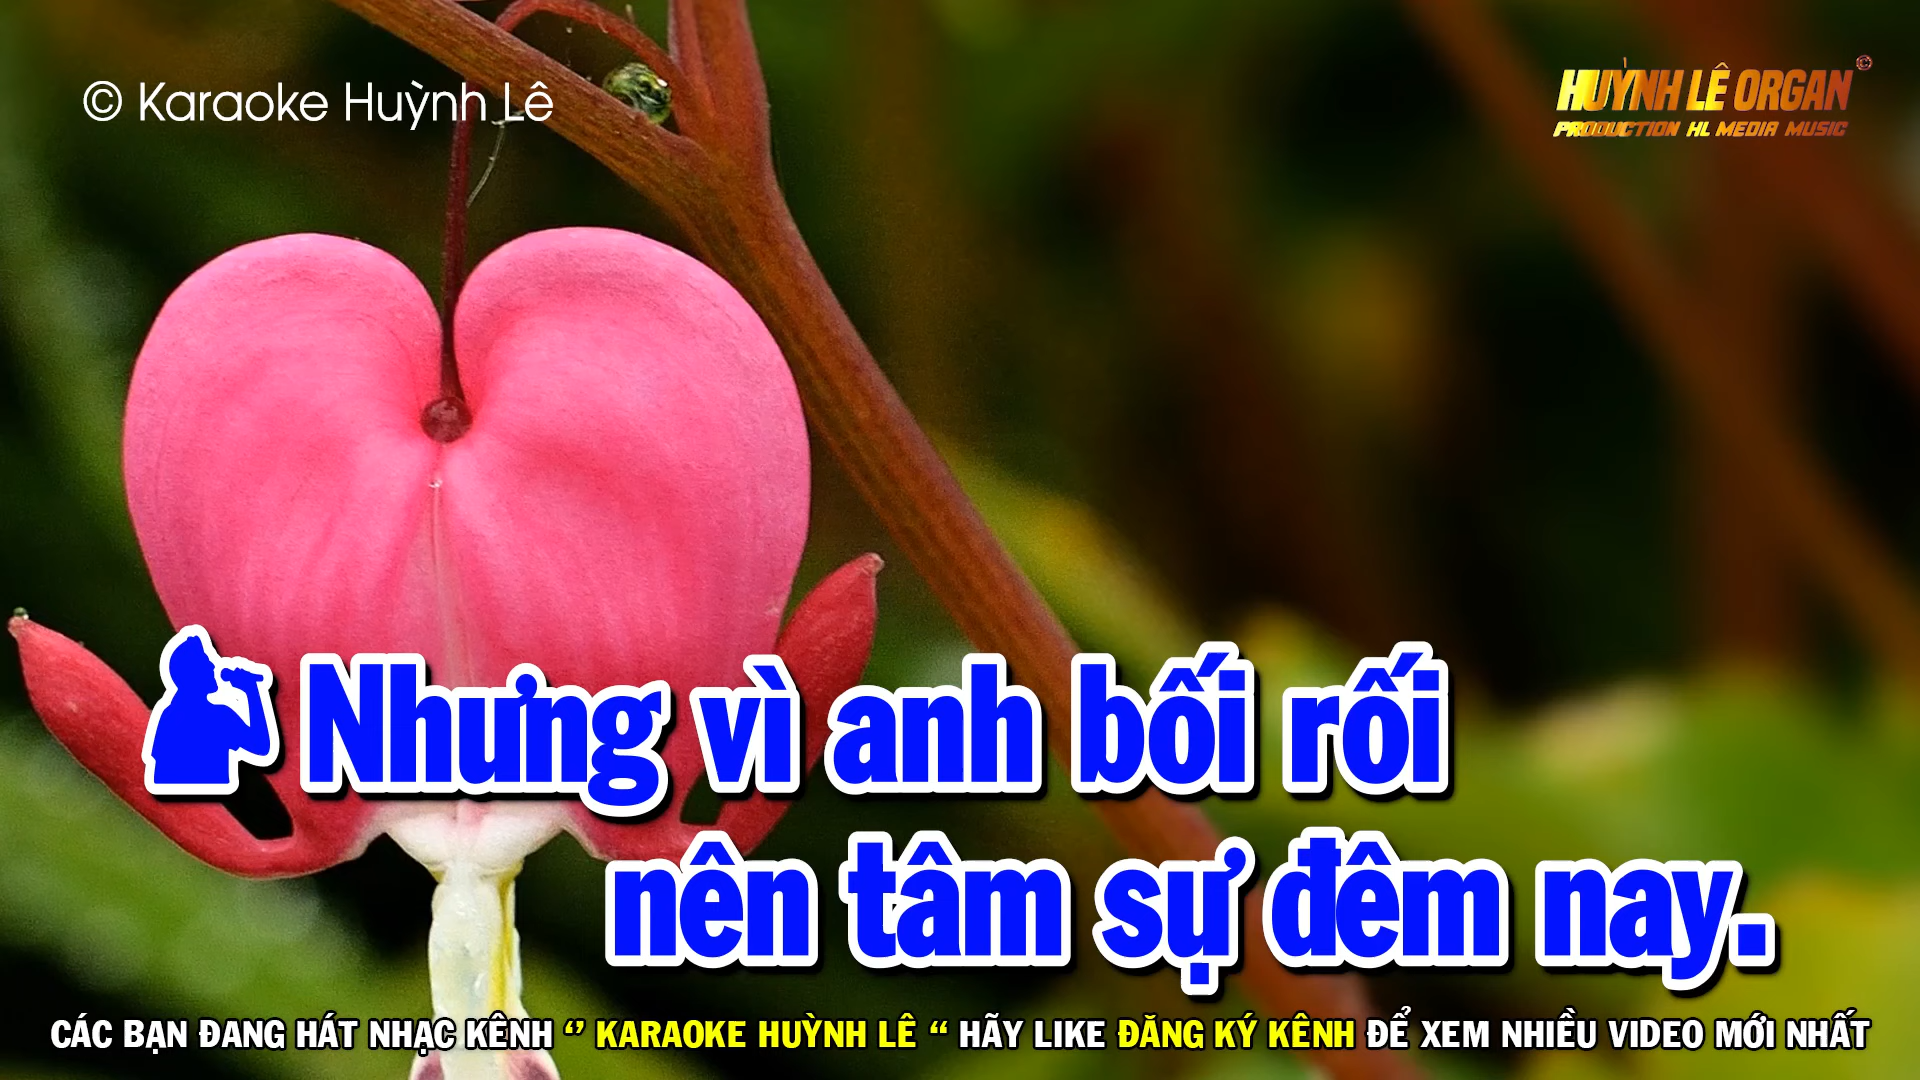 © Karaoke Huỳnh Lê
HUỲNH LÊ ORGAN ©
PRODUCTION HL MEDIA MUSIC
Nhưng vì anh bối rối
nên tâm sự đêm nay.
CÁC BẠN ĐANG HÁT NHẠC KÊNH ‘’ KARAOKE HUỲNH LÊ “ HÃY LIKE ĐĂNG KÝ KÊNH ĐỂ XEM NHIỀU VIDEO MỚI NHẤT